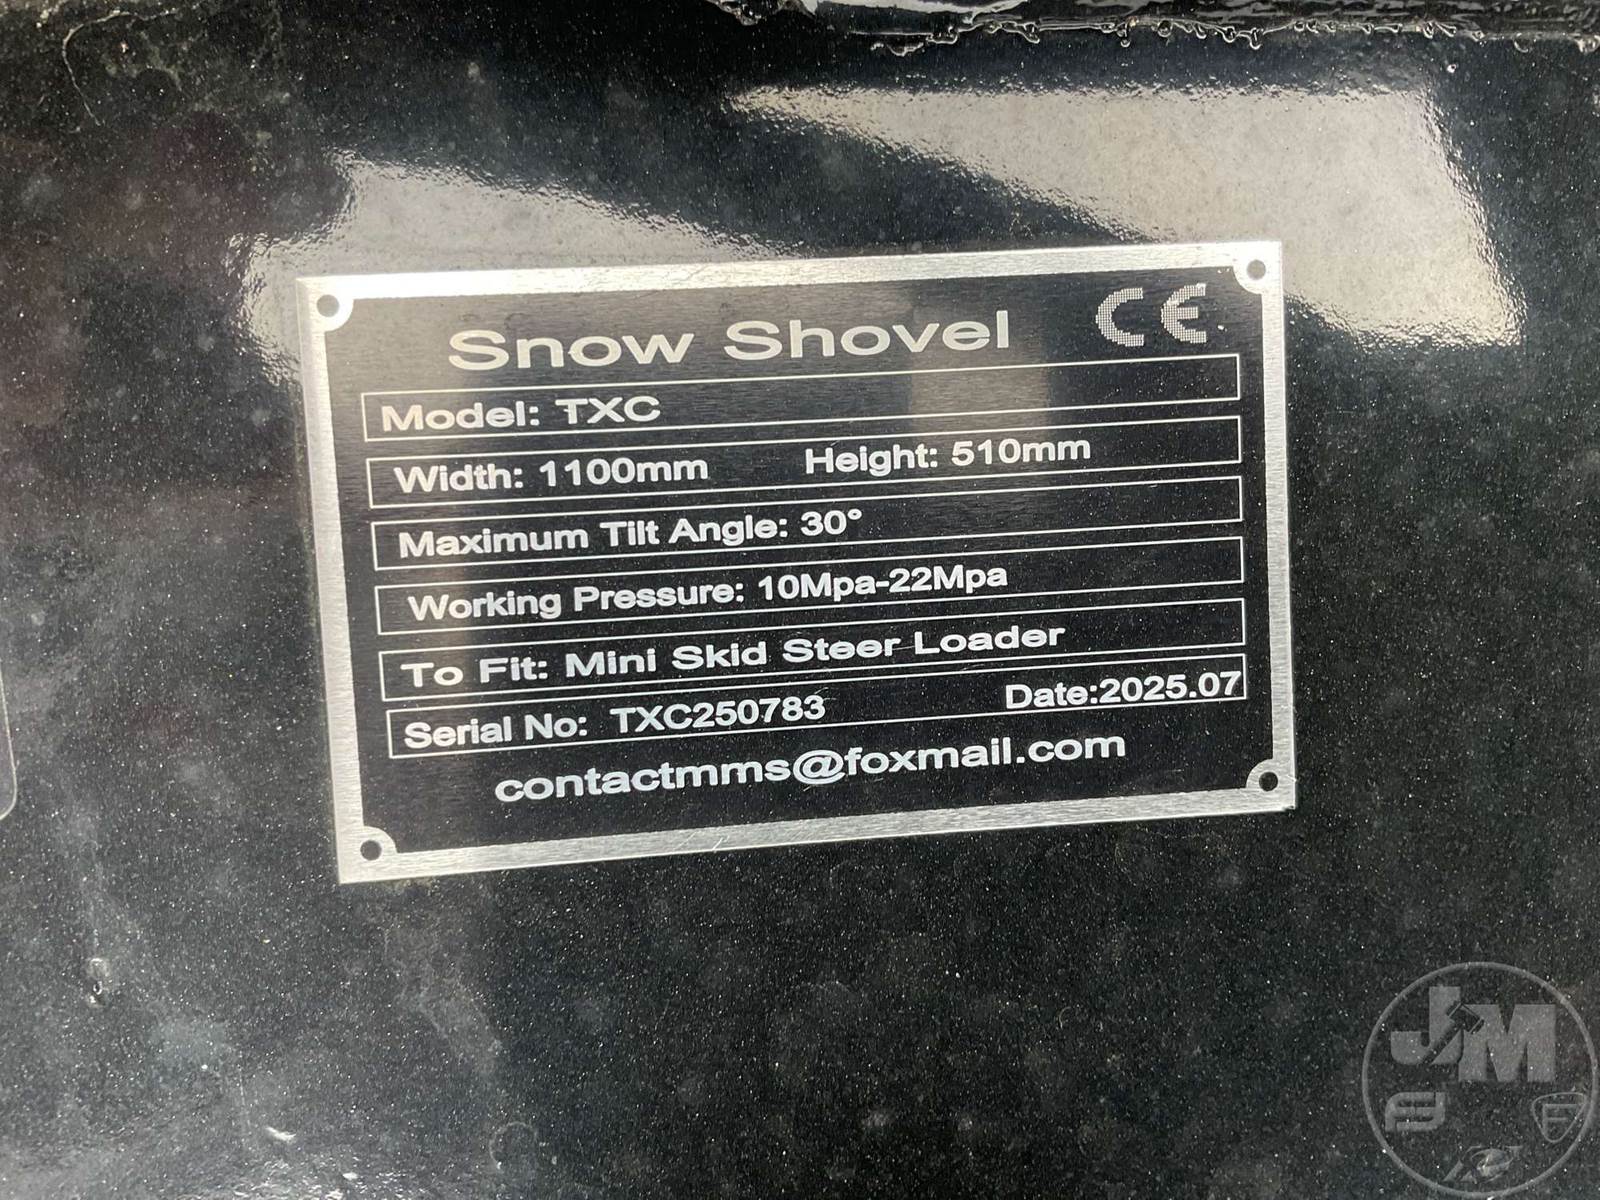 Snow Shovel CE
Model: TXC
Width: 1100mm Height: 510mm
Maximum Tilt Angle: 30°
Working Pressure: 10Mpa-22Mpa
To Fit: Mini Skid Steer Loader
Serial No: TXC250783 Date:2025.07
contactmms@foxmail.com
JM